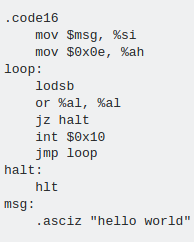 .code16
    mov $msg, %si
    mov $0x0e, %ah
loop:
    lodsb
    or %al, %al
    jz halt
    int $0x10
    jmp loop
halt:
    hlt
msg:
    .asciz "hello world"